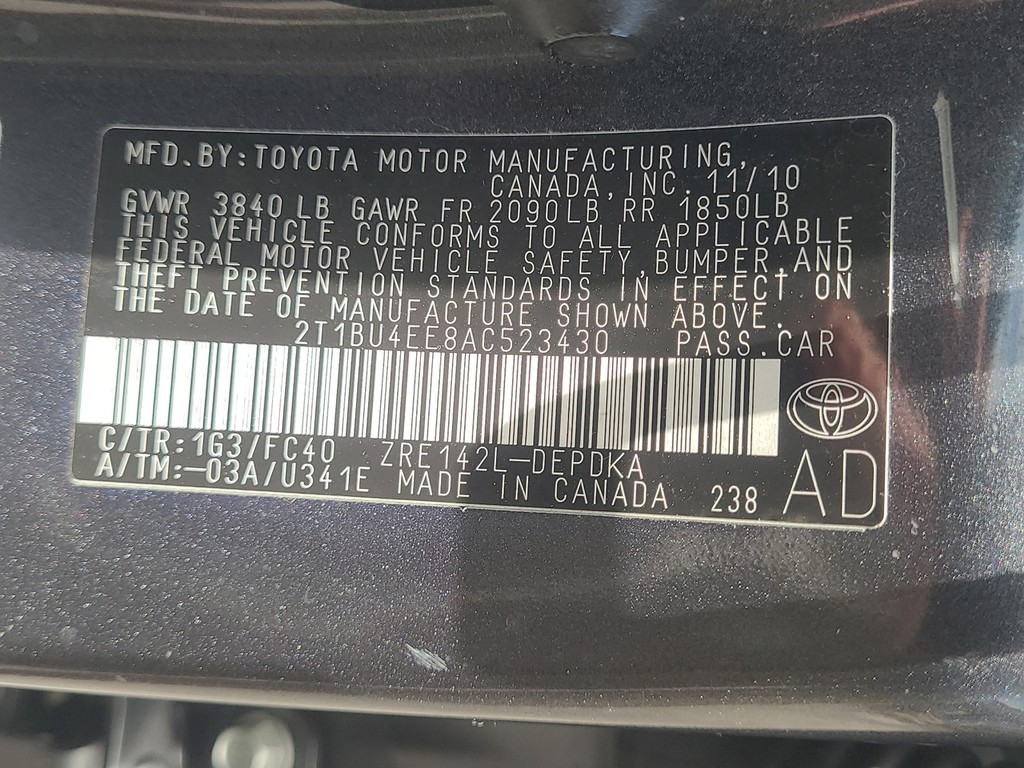 MFD.BY:TOYOTA MOTOR MANUFACTURING,
CANADA,INC. 11/10
GVWR 3840 LB GAWR FR 2090LB RR 1850LB
THIS VEHICLE CONFORMS TO ALL APPLICABLE
FEDERAL MOTOR VEHICLE SAFETY,BUMPER,AND
THEFT PREVENTION STANDARDS IN EFFECT ON
THE DATE OF MANUFACTURE SHOWN ABOVE.
2T1BU4EE8AC523430 PASS.CAR
C/TR:1G3/FC40 ZRE142L-DEPDKA
A/TM:-03A/U341E MADE IN CANADA 238
AD